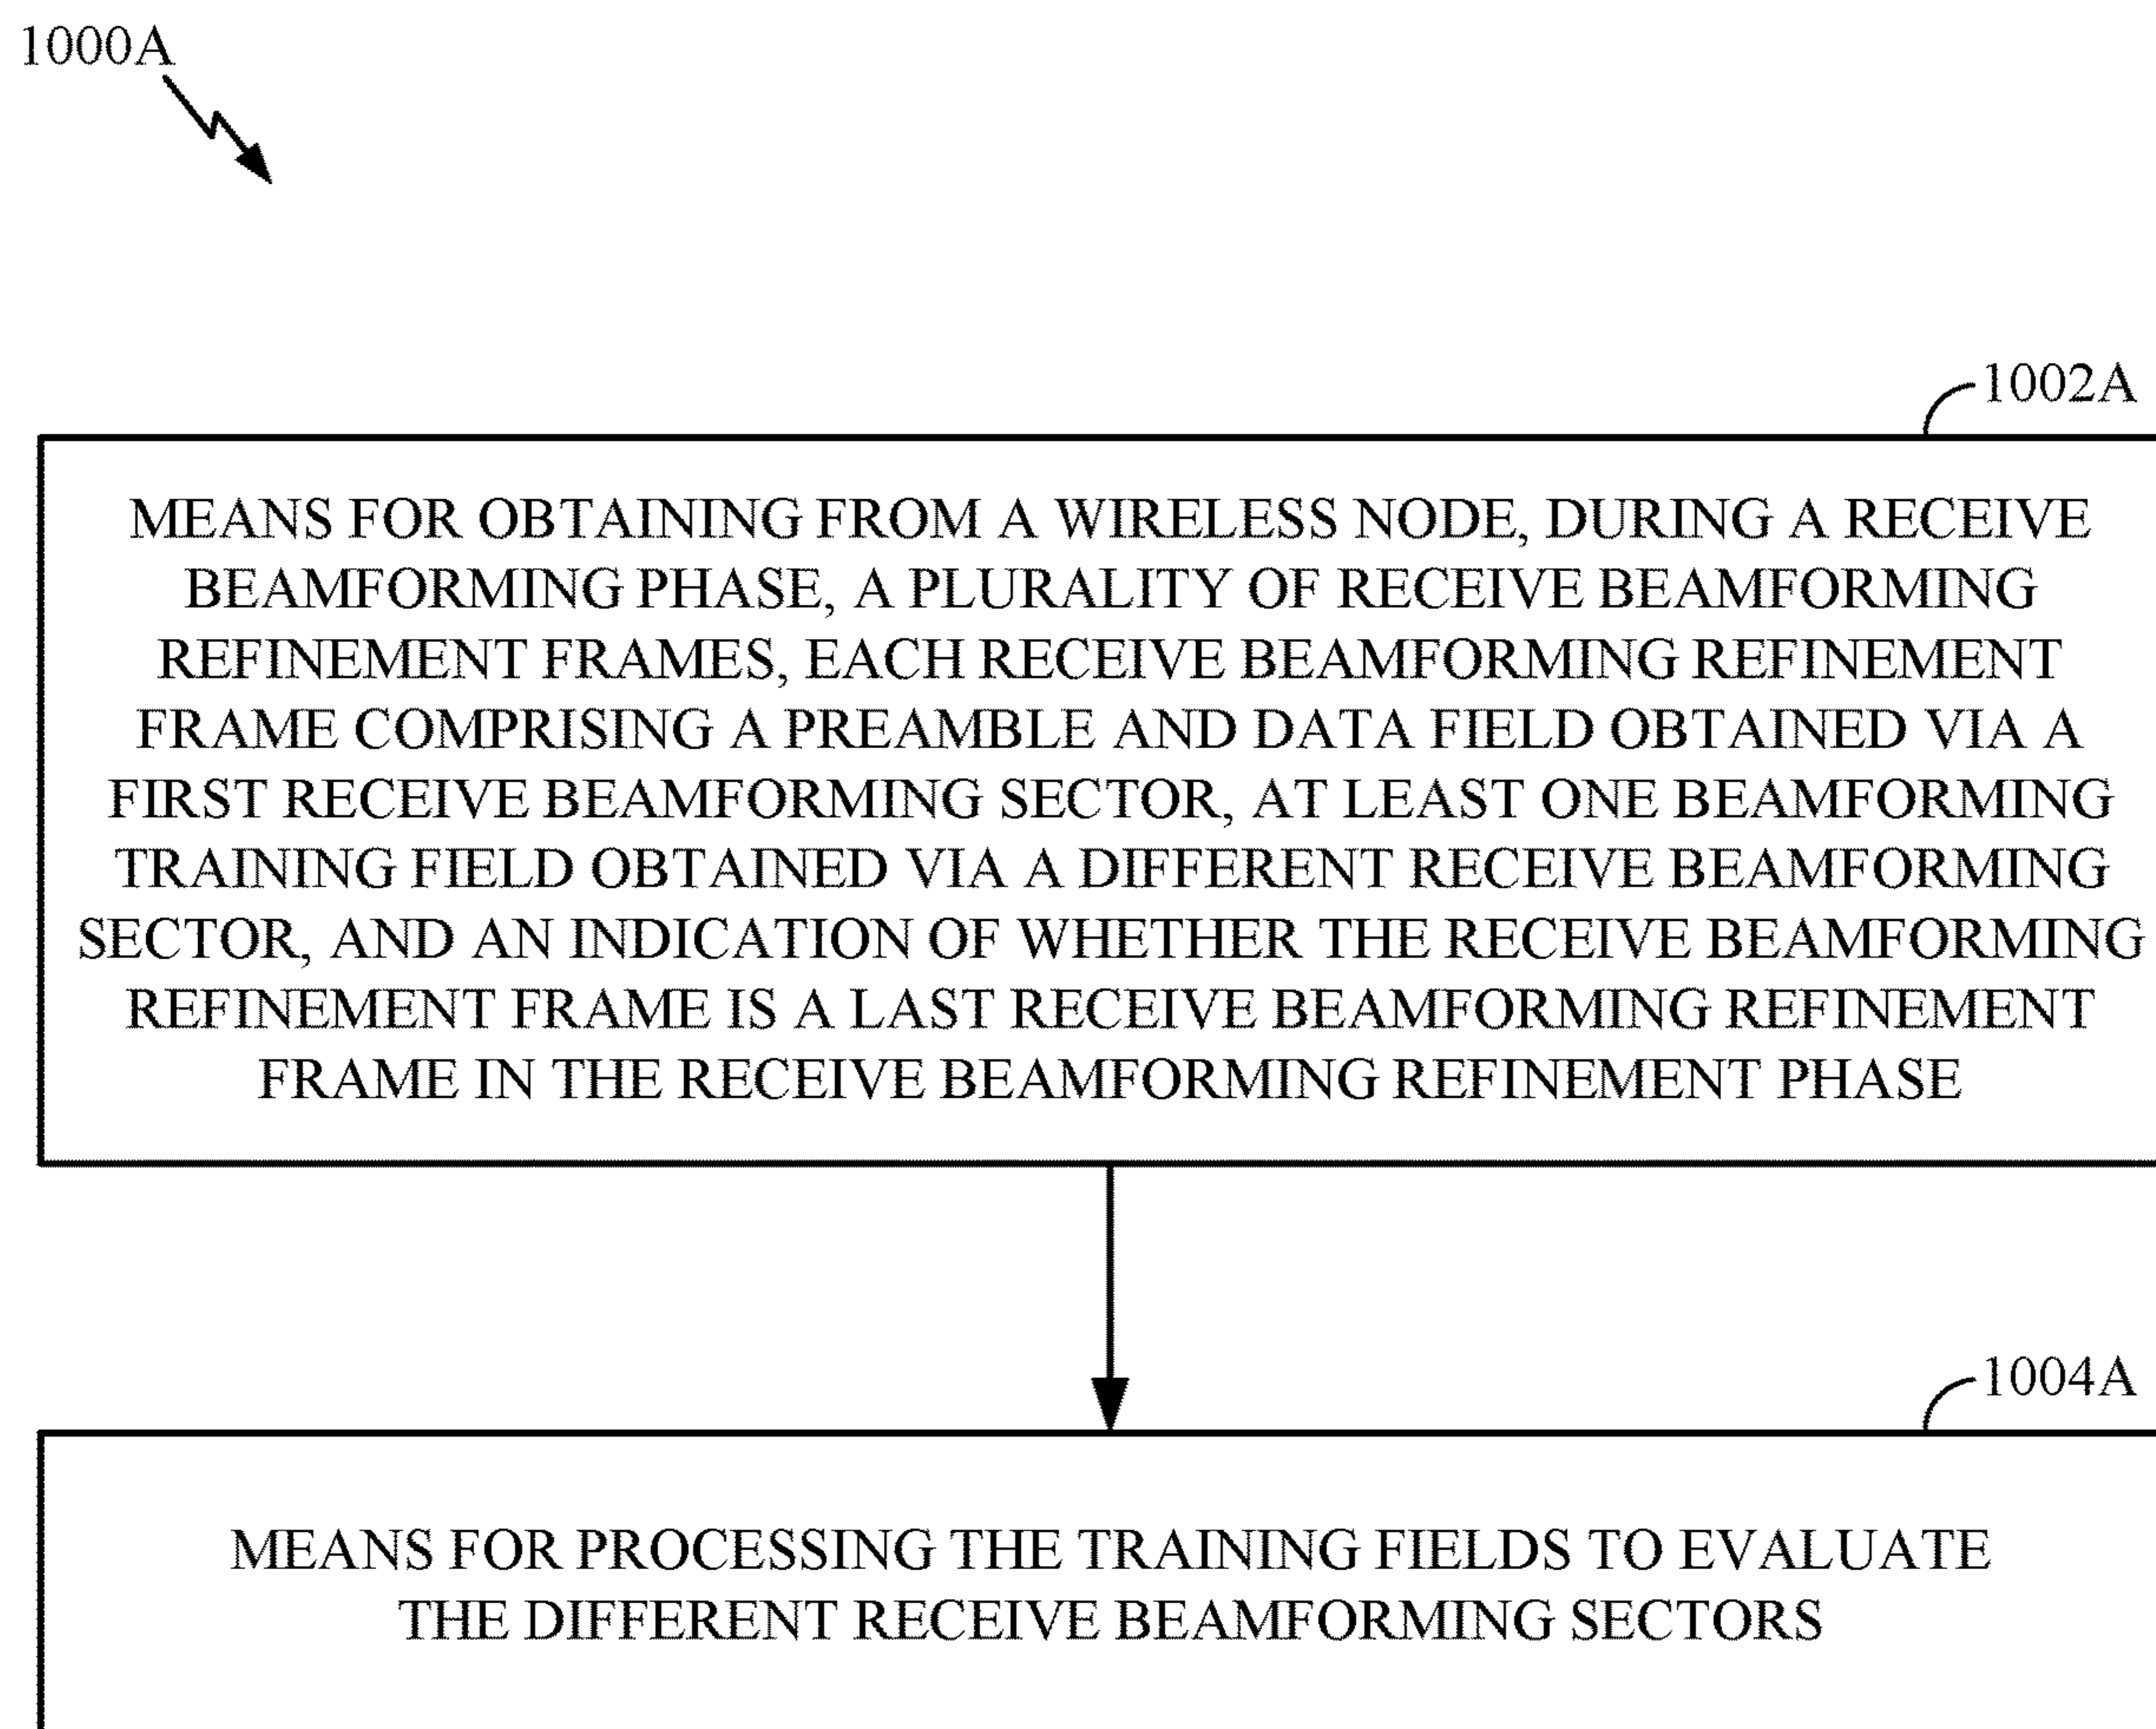 1000A
1002A
MEANS FOR OBTAINING FROM A WIRELESS NODE, DURING A RECEIVE
BEAMFORMING PHASE, A PLURALITY OF RECEIVE BEAMFORMING
REFINEMENT FRAMES, EACH RECEIVE BEAMFORMING REFINEMENT
FRAME COMPRISING A PREAMBLE AND DATA FIELD OBTAINED VIA A
FIRST RECEIVE BEAMFORMING SECTOR, AT LEAST ONE BEAMFORMING
TRAINING FIELD OBTAINED VIA A DIFFERENT RECEIVE BEAMFORMING
SECTOR, AND AN INDICATION OF WHETHER THE RECEIVE BEAMFORMING
REFINEMENT FRAME IS A LAST RECEIVE BEAMFORMING REFINEMENT
FRAME IN THE RECEIVE BEAMFORMING REFINEMENT PHASE
1004A
MEANS FOR PROCESSING THE TRAINING FIELDS TO EVALUATE
THE DIFFERENT RECEIVE BEAMFORMING SECTORS